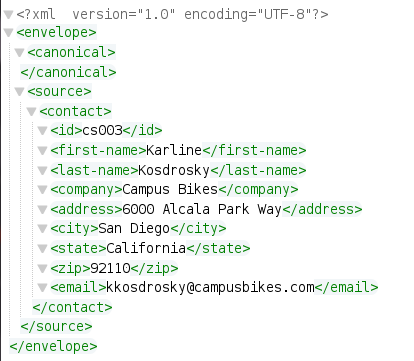 <?xml  version="1.0" encoding="UTF-8"?>
<envelope>
<canonical>
</canonical>
<source>
<contact>
<id>cs003</id>
<first-name>Karline</first-name>
<last-name>Kosdrosky</last-name>
<company>Campus Bikes</company>
<address>6000 Alcala Park Way</address>
<city>San Diego</city>
<state>California</state>
<zip>92110</zip>
<email>kkosdrosky@campusbikes.com</email>
</contact>
</source>
</envelope>